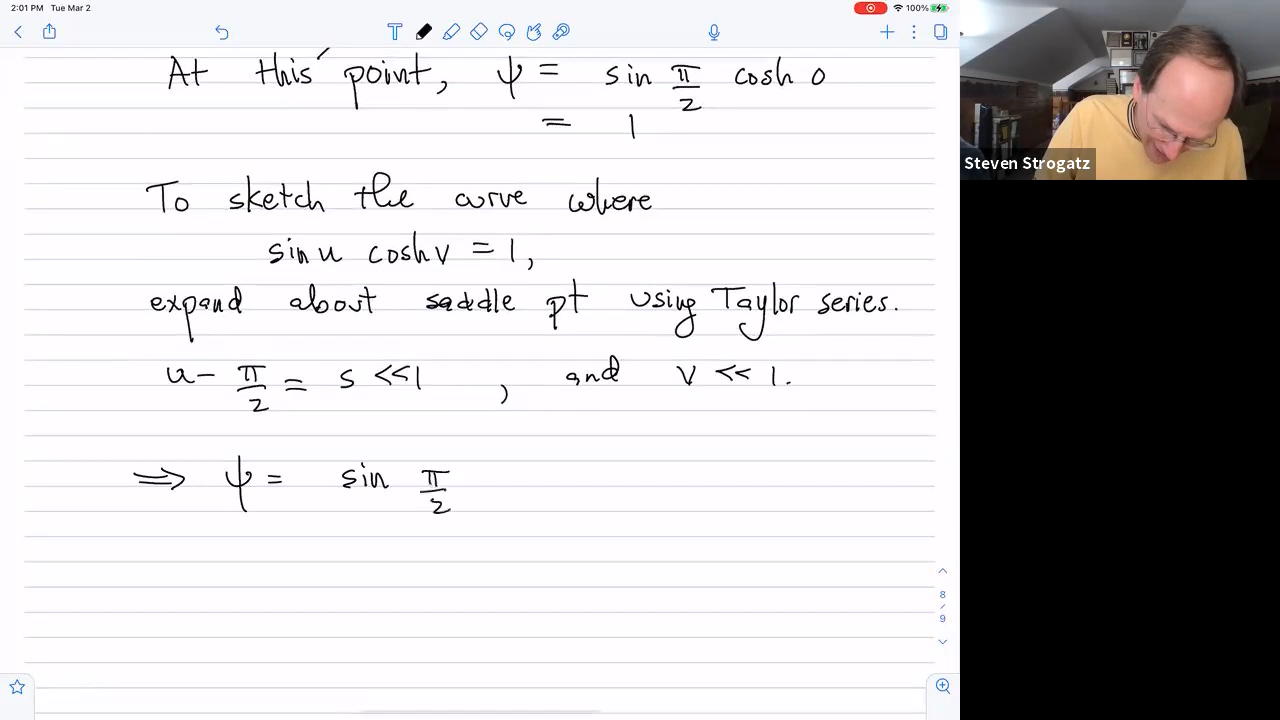 2:01 PM Tue Mar 2
100%
At this point, ψ = sin π/2 cosh 0
= 1
To sketch the curve where
sin u cosh v = 1,
expand about saddle pt using Taylor series.
u - π/2 = s << 1 , and v << 1.
⟹ ψ = sin π/2
Steven Strogatz
8
/
9